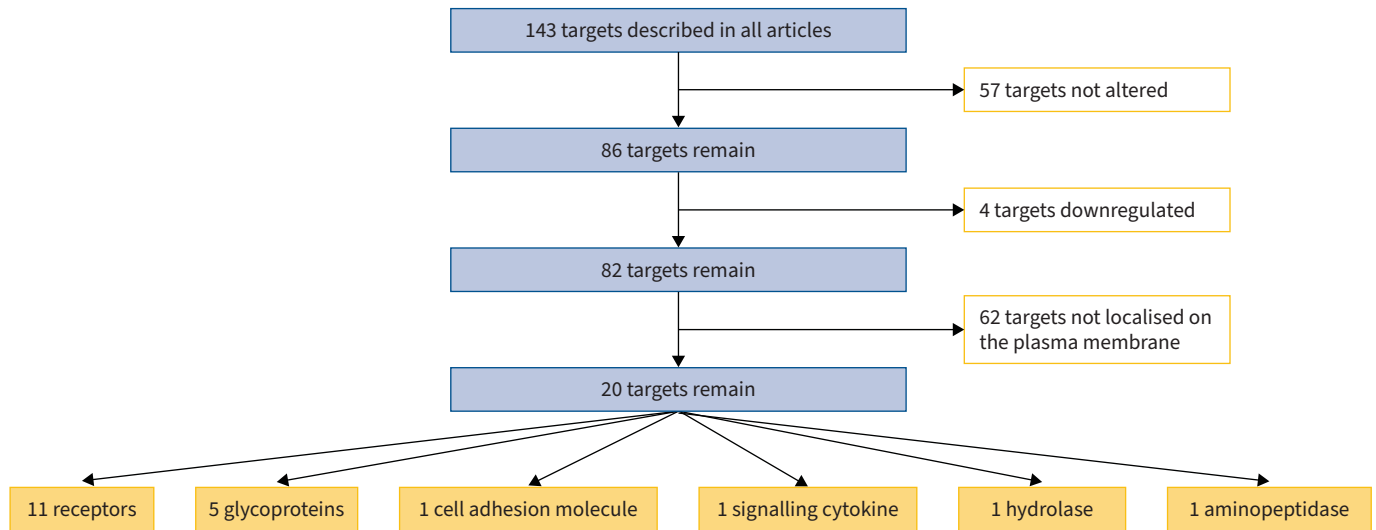 143 targets described in all articles
57 targets not altered
86 targets remain
4 targets downregulated
82 targets remain
62 targets not localised on
the plasma membrane
20 targets remain
11 receptors
5 glycoproteins
1 cell adhesion molecule
1 signalling cytokine
1 hydrolase
1 aminopeptidase